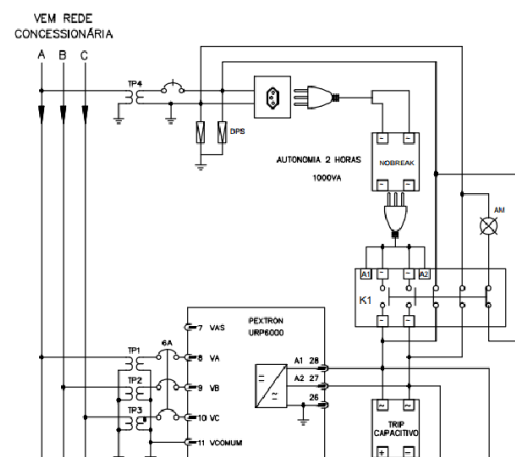 VEM REDE
CONCESSIONÁRIA
A B C
TP4
DPS
AUTONOMIA 2 HORAS
1000VA
NOBREAK
AM
A1
A2
K1
PEXTRON
URP6000
7 VAS
TP1
6A
8 VA
A1 28
TP2
9 VB
A2 27
TP3
10 VC
26
TRIP
CAPACITIVO
11 VCOMUM